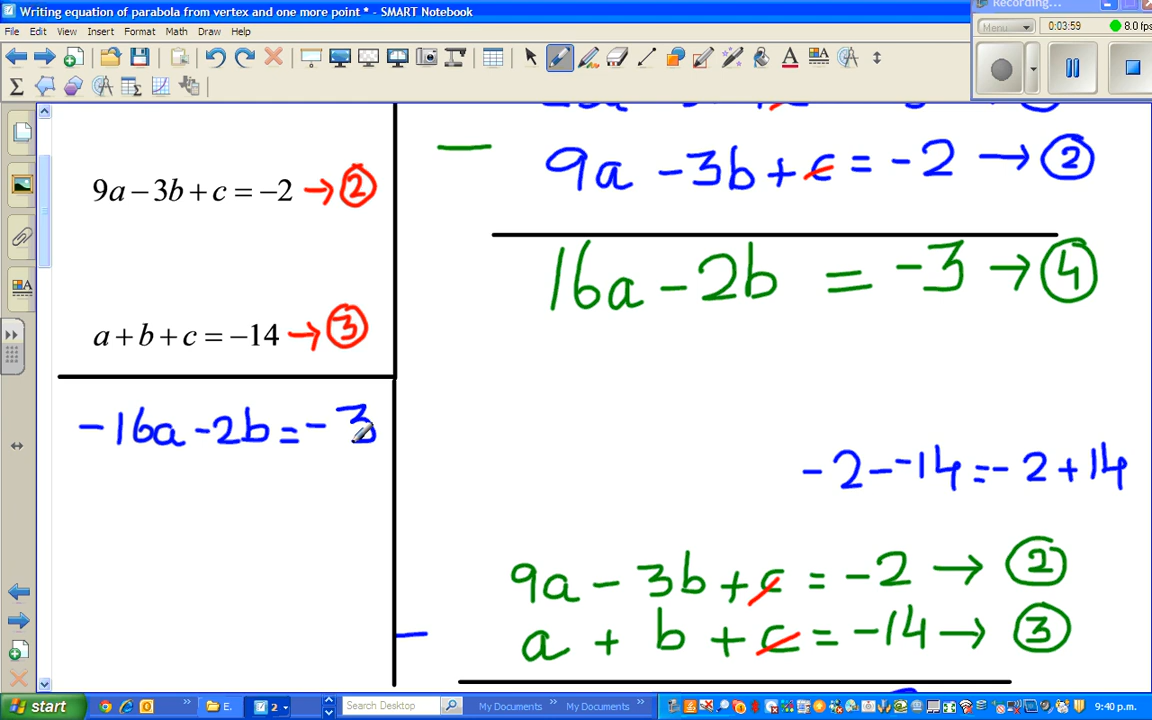 Writing equation of parabola from vertex and one more point * - SMART Notebook
Recording...
File Edit View Insert Format Math Draw Help
Menu
0:03:59
8.0 fps
9a - 3b + c = -2 → ②
16a - 2b = -3 → ④
9a − 3b + c = −2 → ②
a + b + c = −14 → ③
-16a - 2b = - 3
-2 - -14 = -2 + 14
9a - 3b + c = -2 → ②
a + b + c = -14 → ③
start
E.
2
Search Desktop
My Documents
My Documents
9:40 p.m.